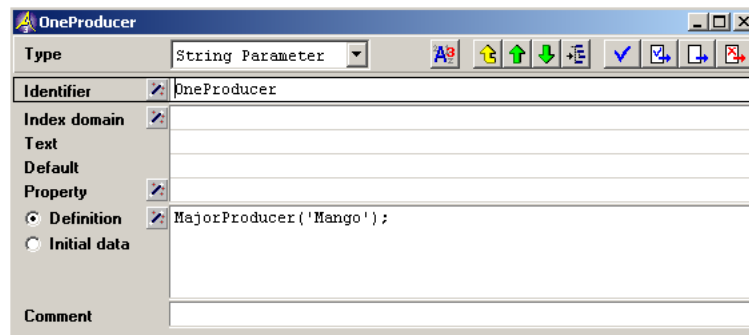 OneProducer
Type String Parameter
Identifier OneProducer
Index domain
Text
Default
Property
Definition MajorProducer('Mango');
Initial data
Comment